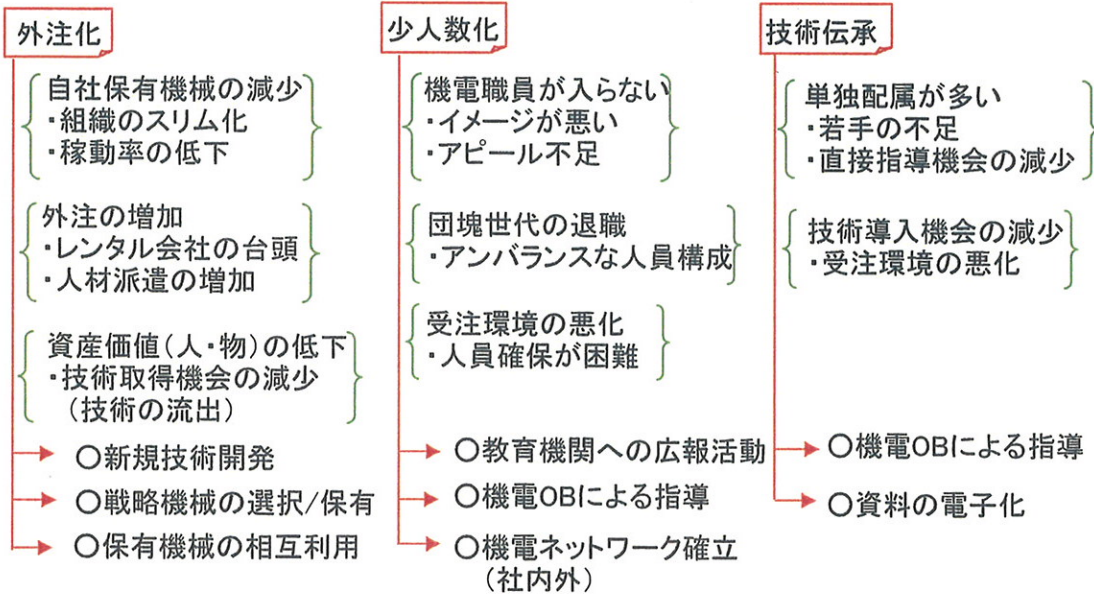 外注化
自社保有機械の減少
・組織のスリム化
・稼動率の低下
外注の増加
・レンタル会社の台頭
・人材派遣の増加
資産価値(人・物)の低下
・技術取得機会の減少
(技術の流出)
○新規技術開発
○戦略機械の選択/保有
○保有機械の相互利用
少人数化
機電職員が入らない
・イメージが悪い
・アピール不足
団塊世代の退職
・アンバランスな人員構成
受注環境の悪化
・人員確保が困難
○教育機関への広報活動
○機電OBによる指導
○機電ネットワーク確立
(社内外)
技術伝承
単独配属が多い
・若手の不足
・直接指導機会の減少
技術導入機会の減少
・受注環境の悪化
○機電OBによる指導
○資料の電子化